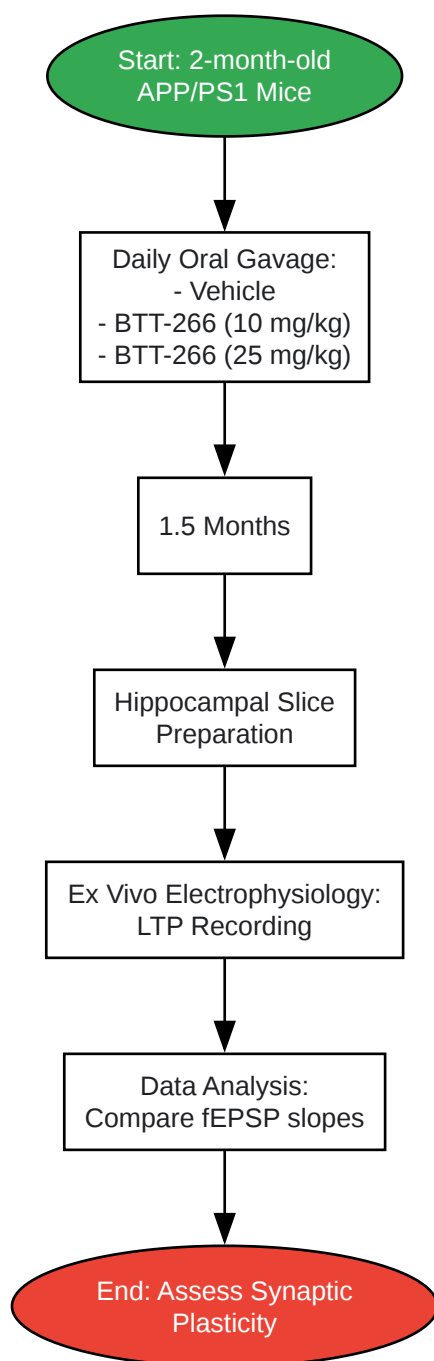 Start: 2-month-old
APP/PS1 Mice
Daily Oral Gavage:
- Vehicle
- BTT-266 (10 mg/kg)
- BTT-266 (25 mg/kg)
1.5 Months
Hippocampal Slice
Preparation
Ex Vivo Electrophysiology:
LTP Recording
Data Analysis:
Compare fEPSP slopes
End: Assess Synaptic
Plasticity